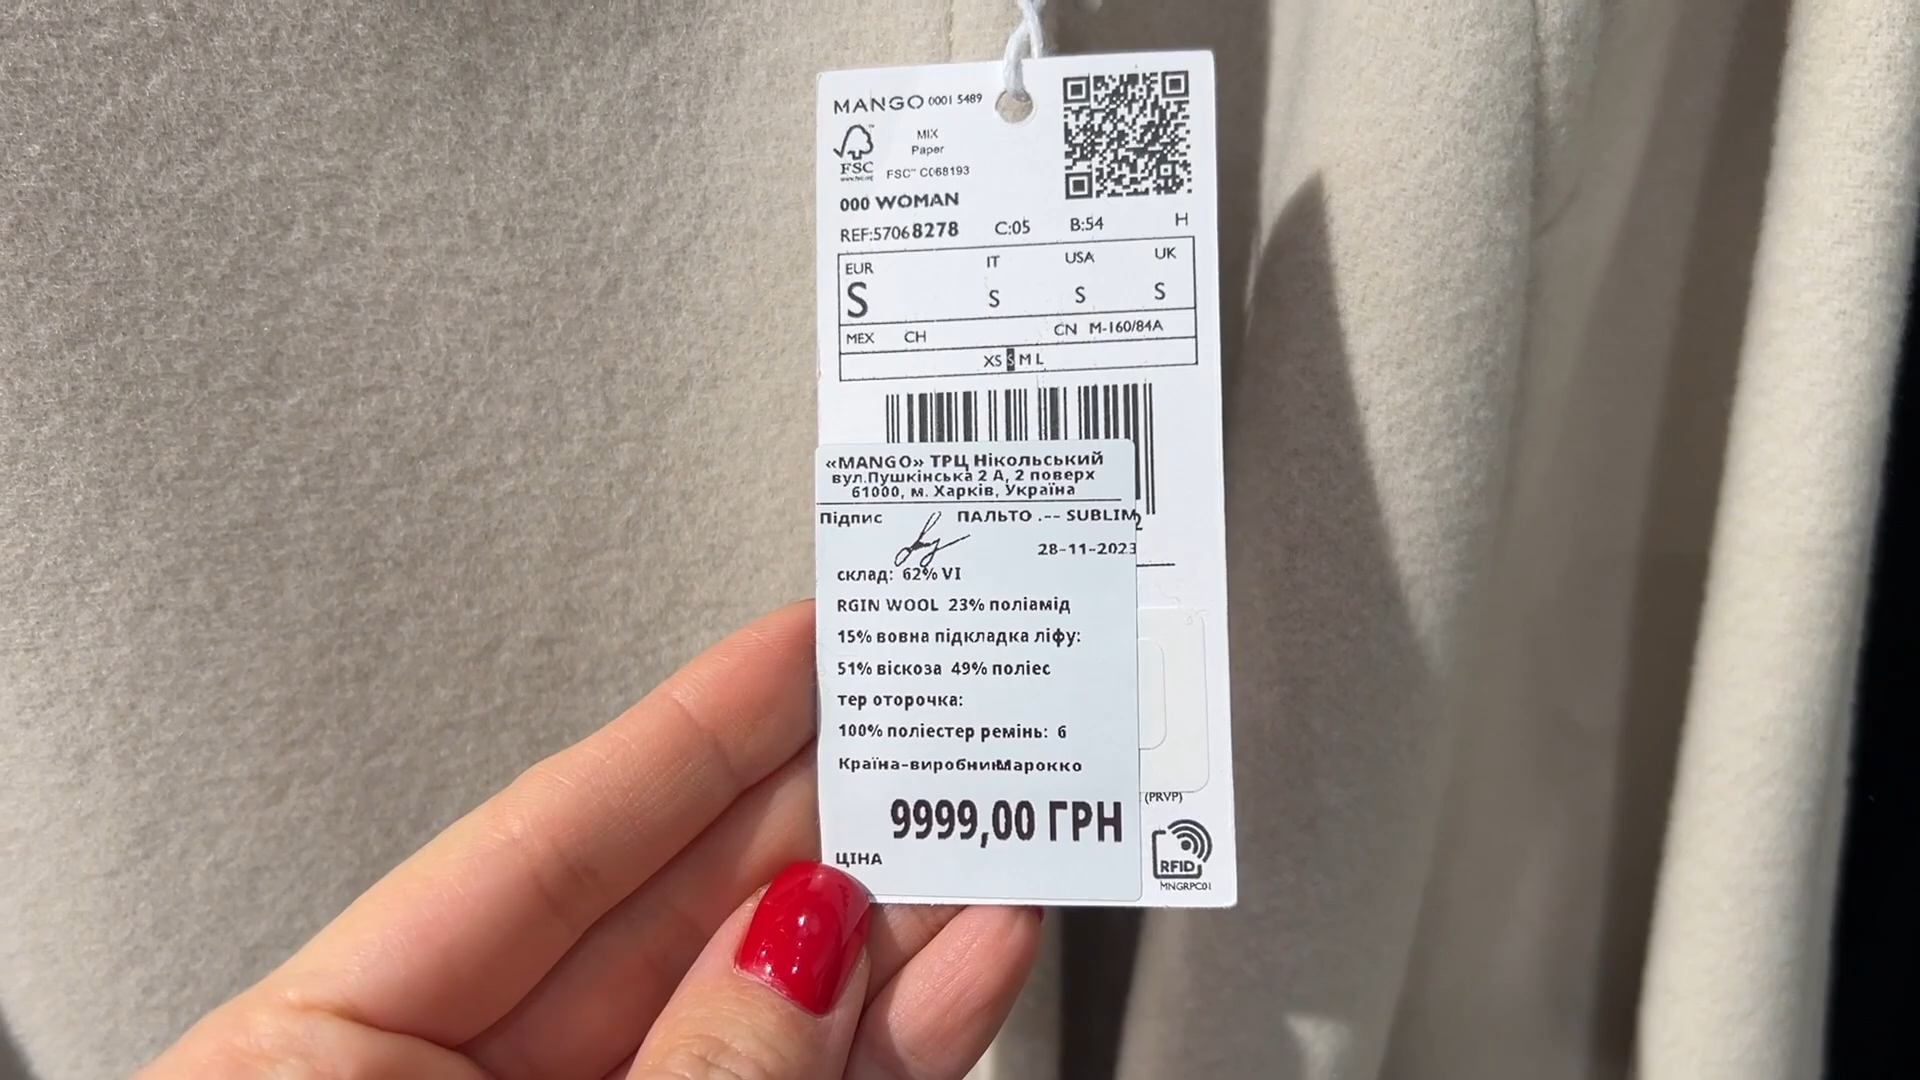 MANGO 0001 5489
MIX
Paper
FSC
FSC™ C068193
000 WOMAN
REF:57068278 C:05 B:54 H
EUR IT USA UK
S S S S
MEX CH CN M-160/84A
XS S M L
«MANGO» ТРЦ Нікольський
вул.Пушкінська 2 А, 2 поверх
61000, м. Харків, Україна
Підпис ПАЛЬТО .-- SUBLIM
28-11-2023
склад: 62% VI
RGIN WOOL 23% поліамід
15% вовна підкладка ліфу:
51% віскоза 49% поліес
тер оторочка:
100% поліестер ремінь: 6
Країна-виробник Марокко
(PRVP)
9999,00 ГРН
ЦІНА
RFID
MNGRPC01